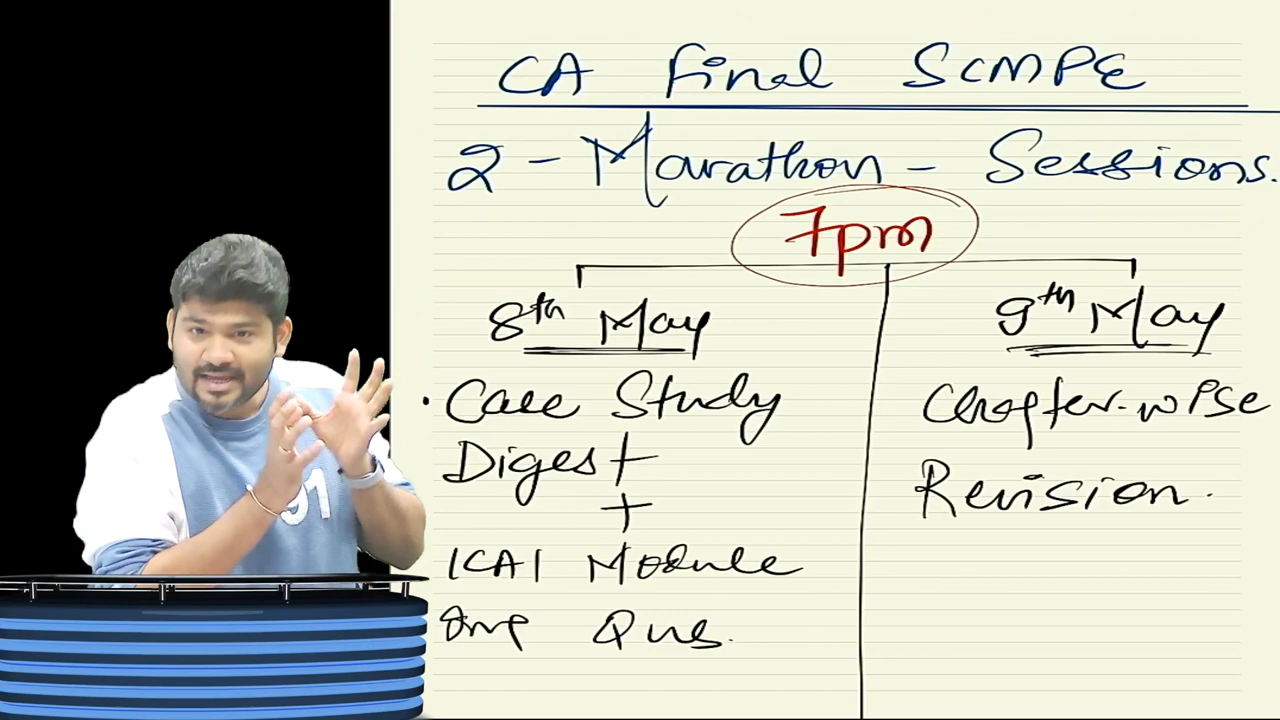 CA Final SCMPE
2 - Marathon - Sessions.
7pm
8th May
• Case Study
Digest
+
ICAI Module
Imp Ques.
9th May
Chapter-wise
Revision.
91